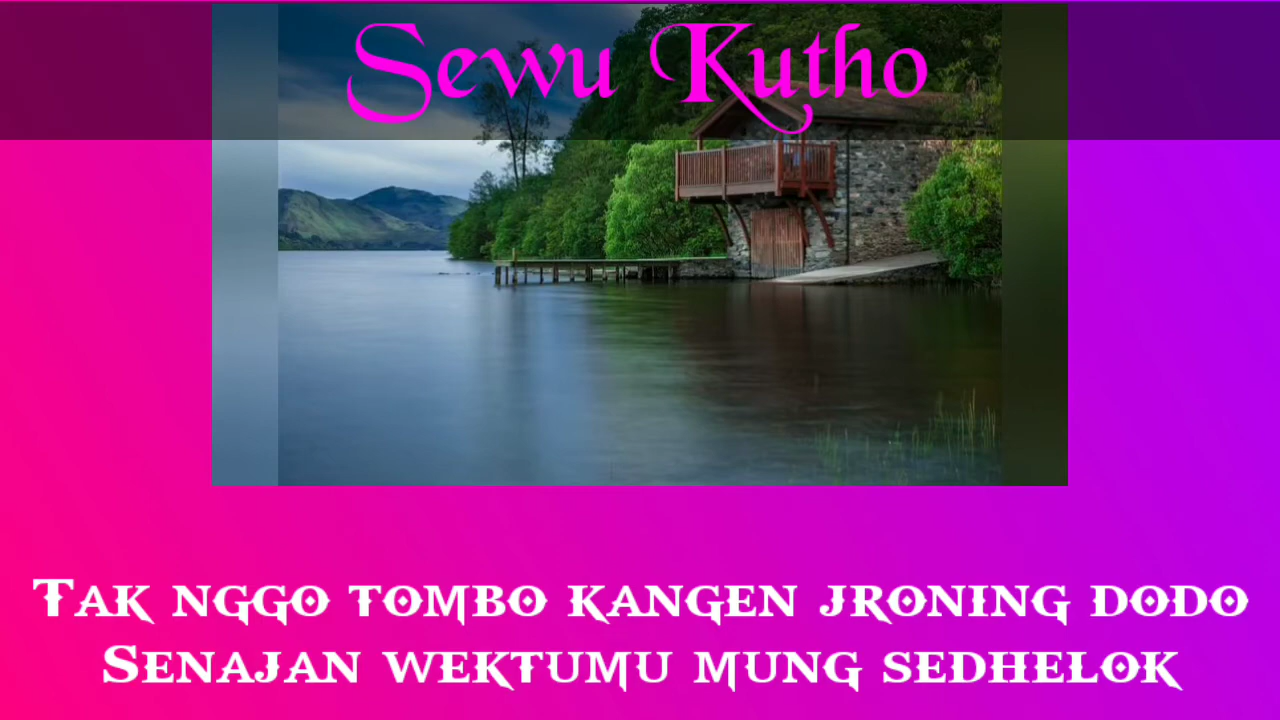 Sewu Kutho
Tak nggo tombo kangen jroning dodo
Senajan wektumu mung sedhelok